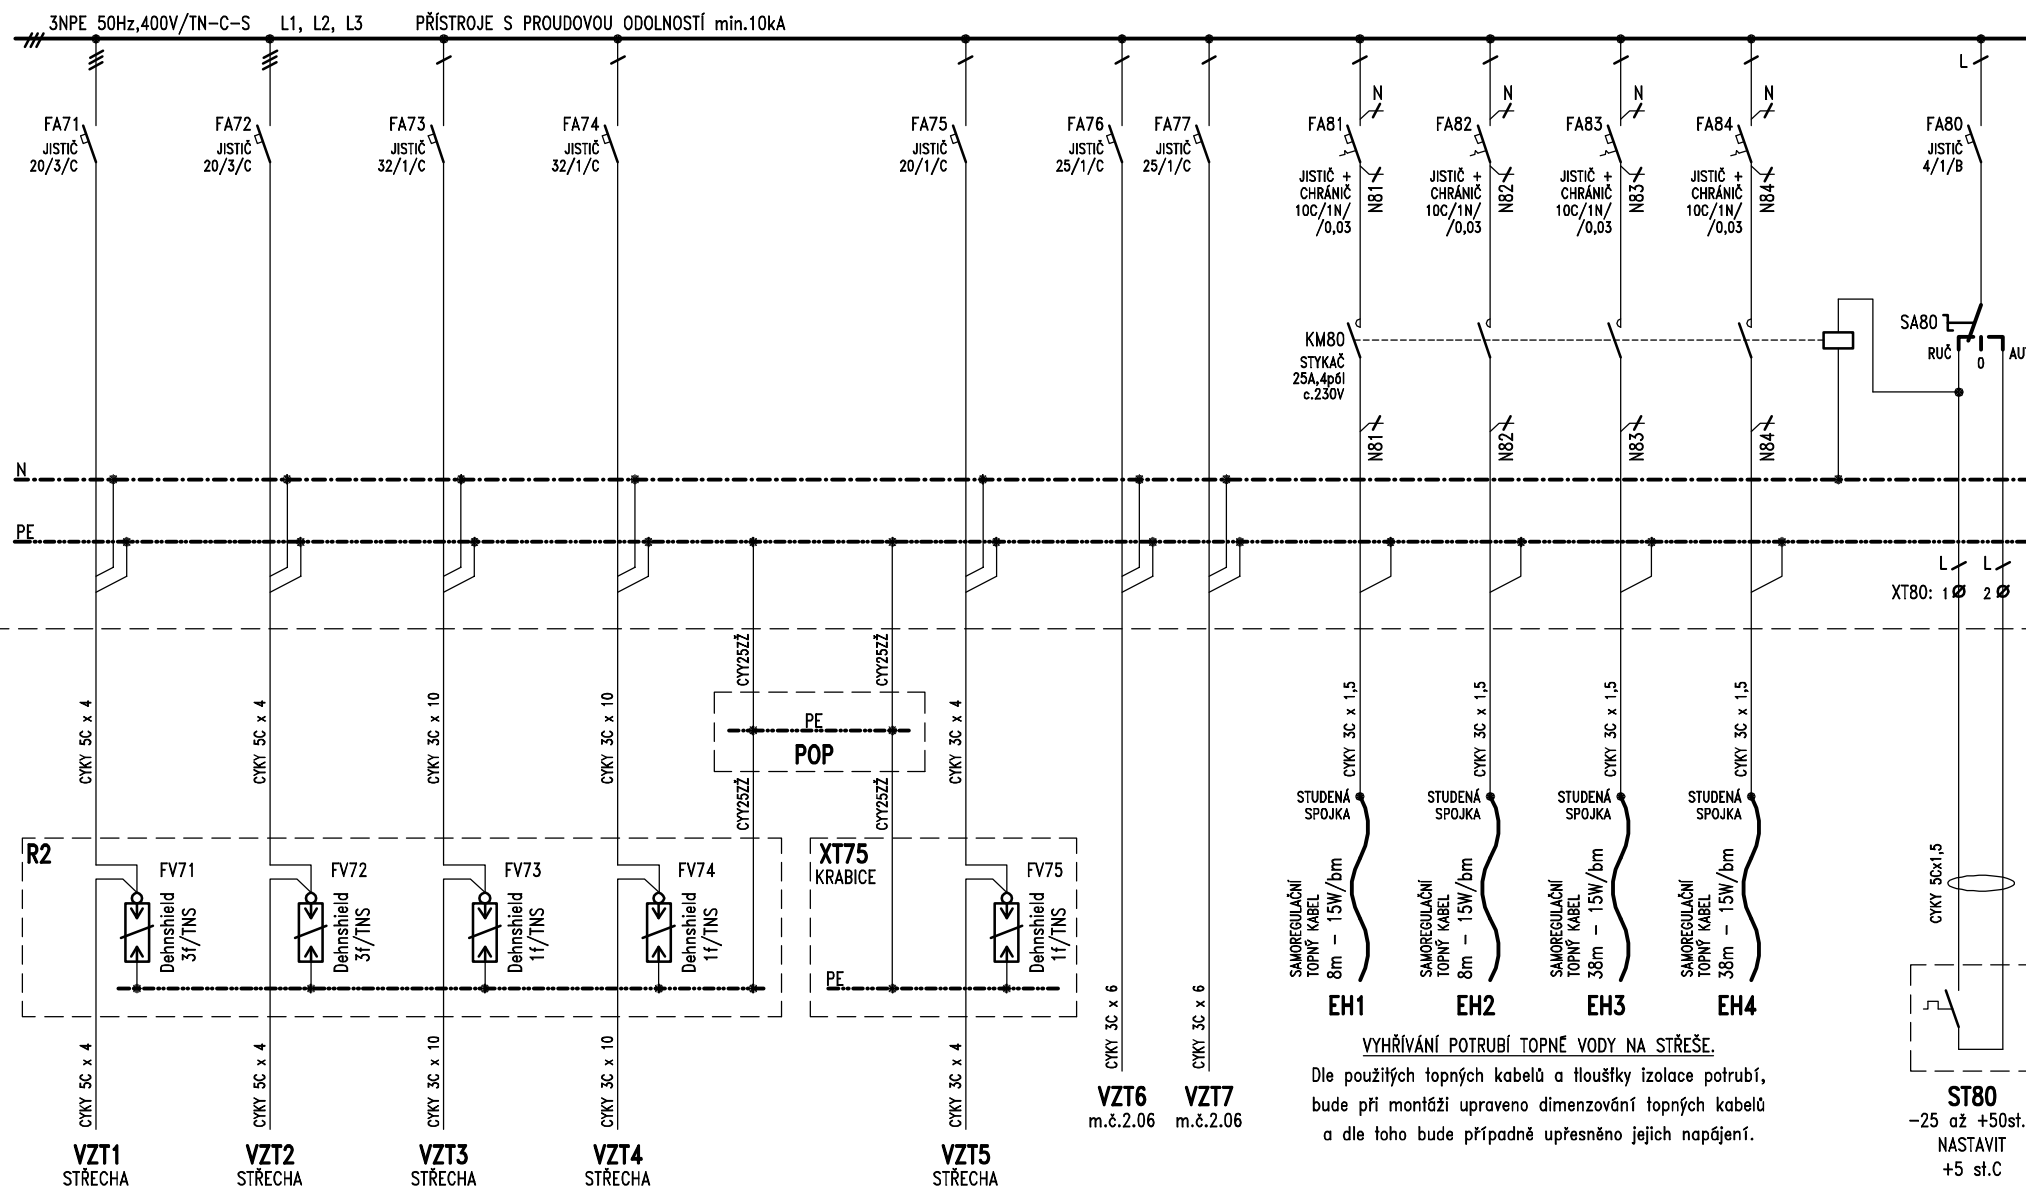 3NPE 50Hz,400V/TN-C-S L1, L2, L3 PŘÍSTROJE S PROUDOVOU ODOLNOSTÍ min.10kA
L
N
N
N
N
FA71
JISTIČ
20/3/C
FA72
JISTIČ
20/3/C
FA73
JISTIČ
32/1/C
FA74
JISTIČ
32/1/C
FA75
JISTIČ
20/1/C
FA76
JISTIČ
25/1/C
FA77
JISTIČ
25/1/C
FA81
JISTIČ +
CHRÁNIČ
10C/1N/
/0,03
N81
FA82
JISTIČ +
CHRÁNIČ
10C/1N/
/0,03
N82
FA83
JISTIČ +
CHRÁNIČ
10C/1N/
/0,03
N83
FA84
JISTIČ +
CHRÁNIČ
10C/1N/
/0,03
N84
FA80
JISTIČ
4/1/B
KM80
STYKAČ
25A,4pól
c.230V
SA80
RUČ
0
AU
N81
N82
N83
N84
N
PE
L
L
XT80: 1
2
CYY25ZŽ
CYY25ZŽ
CYKY 5C x 4
CYKY 5C x 4
CYKY 3C x 10
CYKY 3C x 10
PE
POP
CYKY 3C x 4
CYKY 3C x 1,5
CYKY 3C x 1,5
CYKY 3C x 1,5
CYKY 3C x 1,5
CYY25ZŽ
CYY25ZŽ
STUDENÁ
SPOJKA
STUDENÁ
SPOJKA
STUDENÁ
SPOJKA
STUDENÁ
SPOJKA
R2
FV71
Dehnshield
3f/TNS
FV72
Dehnshield
3f/TNS
FV73
Dehnshield
1f/TNS
FV74
Dehnshield
1f/TNS
XT75
KRABICE
FV75
Dehnshield
1f/TNS
PE
SAMOREGULAČNÍ
TOPNÝ KABEL
8m - 15W/bm
SAMOREGULAČNÍ
TOPNÝ KABEL
8m - 15W/bm
SAMOREGULAČNÍ
TOPNÝ KABEL
38m - 15W/bm
SAMOREGULAČNÍ
TOPNÝ KABEL
38m - 15W/bm
CYKY 5Cx1,5
EH1
EH2
EH3
EH4
CYKY 5C x 4
CYKY 5C x 4
CYKY 3C x 10
CYKY 3C x 10
CYKY 3C x 4
CYKY 3C x 6
CYKY 3C x 6
VYHŘÍVÁNÍ POTRUBÍ TOPNÉ VODY NA STŘEŠE.
Dle použitých topných kabelů a tloušťky izolace potrubí,
bude při montáži upraveno dimenzování topných kabelů
a dle toho bude případně upřesněno jejich napájení.
VZT1
STŘECHA
VZT2
STŘECHA
VZT3
STŘECHA
VZT4
STŘECHA
VZT5
STŘECHA
VZT6
m.č.2.06
VZT7
m.č.2.06
ST80
-25 až +50st.
NASTAVIT
+5 st.C